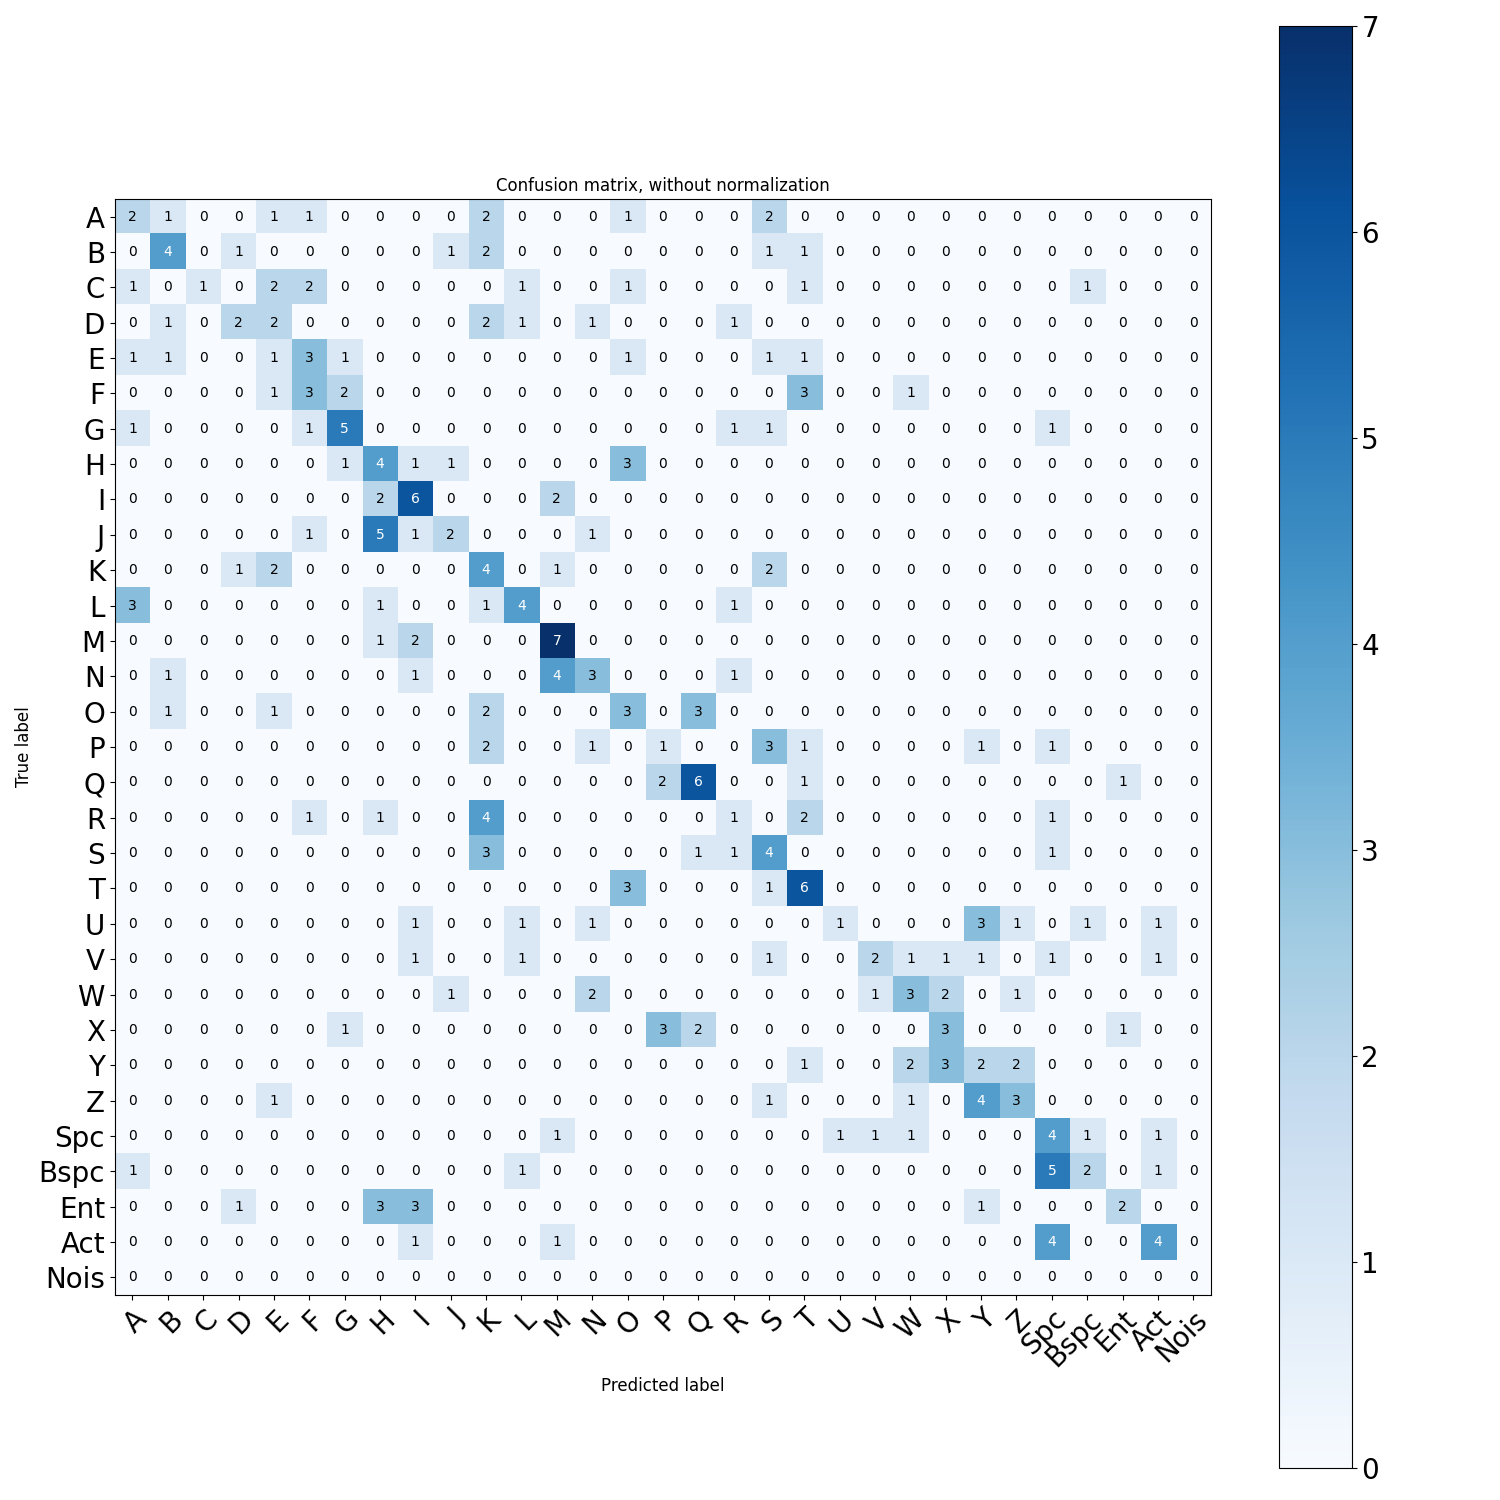 Confusion matrix, without normalization
A 2 1 0 0 1 1 0 0 0 0 2 0 0 0 1 0 0 0 2 0 0 0 0 0 0 0 0 0 0 0 0
B 0 4 0 1 0 0 0 0 0 1 2 0 0 0 0 0 0 0 1 1 0 0 0 0 0 0 0 0 0 0 0
C 1 0 1 0 2 2 0 0 0 0 0 1 0 0 1 0 0 0 0 1 0 0 0 0 0 0 0 1 0 0 0
D 0 1 0 2 2 0 0 0 0 0 2 1 0 1 0 0 0 1 0 0 0 0 0 0 0 0 0 0 0 0 0
E 1 1 0 0 1 3 1 0 0 0 0 0 0 0 1 0 0 0 1 1 0 0 0 0 0 0 0 0 0 0 0
F 0 0 0 0 1 3 2 0 0 0 0 0 0 0 0 0 0 0 0 3 0 0 1 0 0 0 0 0 0 0 0
G 1 0 0 0 0 1 5 0 0 0 0 0 0 0 0 0 0 1 1 0 0 0 0 0 0 0 1 0 0 0 0
H 0 0 0 0 0 0 1 4 1 1 0 0 0 0 3 0 0 0 0 0 0 0 0 0 0 0 0 0 0 0 0
I 0 0 0 0 0 0 0 2 6 0 0 0 2 0 0 0 0 0 0 0 0 0 0 0 0 0 0 0 0 0 0
J 0 0 0 0 0 1 0 5 1 2 0 0 0 1 0 0 0 0 0 0 0 0 0 0 0 0 0 0 0 0 0
K 0 0 0 1 2 0 0 0 0 0 4 0 1 0 0 0 0 0 2 0 0 0 0 0 0 0 0 0 0 0 0
L 3 0 0 0 0 0 0 1 0 0 1 4 0 0 0 0 0 1 0 0 0 0 0 0 0 0 0 0 0 0 0
M 0 0 0 0 0 0 0 1 2 0 0 0 7 0 0 0 0 0 0 0 0 0 0 0 0 0 0 0 0 0 0
N 0 1 0 0 0 0 0 0 1 0 0 0 4 3 0 0 0 1 0 0 0 0 0 0 0 0 0 0 0 0 0
O 0 1 0 0 1 0 0 0 0 0 2 0 0 0 3 0 3 0 0 0 0 0 0 0 0 0 0 0 0 0 0
P 0 0 0 0 0 0 0 0 0 0 2 0 0 1 0 1 0 0 3 1 0 0 0 0 1 0 1 0 0 0 0
Q 0 0 0 0 0 0 0 0 0 0 0 0 0 0 0 2 6 0 0 1 0 0 0 0 0 0 0 0 1 0 0
R 0 0 0 0 0 1 0 1 0 0 4 0 0 0 0 0 0 1 0 2 0 0 0 0 0 0 1 0 0 0 0
S 0 0 0 0 0 0 0 0 0 0 3 0 0 0 0 0 1 1 4 0 0 0 0 0 0 0 1 0 0 0 0
T 0 0 0 0 0 0 0 0 0 0 0 0 0 0 3 0 0 0 1 6 0 0 0 0 0 0 0 0 0 0 0
U 0 0 0 0 0 0 0 0 1 0 0 1 0 1 0 0 0 0 0 0 1 0 0 0 3 1 0 1 0 1 0
V 0 0 0 0 0 0 0 0 1 0 0 1 0 0 0 0 0 0 1 0 0 2 1 1 1 0 1 0 0 1 0
W 0 0 0 0 0 0 0 0 0 1 0 0 0 2 0 0 0 0 0 0 0 1 3 2 0 1 0 0 0 0 0
X 0 0 0 0 0 0 1 0 0 0 0 0 0 0 0 3 2 0 0 0 0 0 0 3 0 0 0 0 1 0 0
Y 0 0 0 0 0 0 0 0 0 0 0 0 0 0 0 0 0 0 0 1 0 0 2 3 2 2 0 0 0 0 0
Z 0 0 0 0 1 0 0 0 0 0 0 0 0 0 0 0 0 0 1 0 0 0 1 0 4 3 0 0 0 0 0
Spc 0 0 0 0 0 0 0 0 0 0 0 0 1 0 0 0 0 0 0 0 1 1 1 0 0 0 4 1 0 1 0
Bspc 1 0 0 0 0 0 0 0 0 0 0 1 0 0 0 0 0 0 0 0 0 0 0 0 0 0 5 2 0 1 0
Ent 0 0 0 1 0 0 0 3 3 0 0 0 0 0 0 0 0 0 0 0 0 0 0 0 1 0 0 0 2 0 0
Act 0 0 0 0 0 0 0 0 1 0 0 0 1 0 0 0 0 0 0 0 0 0 0 0 0 0 4 0 0 4 0
Nois 0 0 0 0 0 0 0 0 0 0 0 0 0 0 0 0 0 0 0 0 0 0 0 0 0 0 0 0 0 0 0
A B C D E F G H I J K L M N O P Q R S T U V W X Y Z Spc Bspc Ent Act Nois
Predicted label
True label
7
6
5
4
3
2
1
0